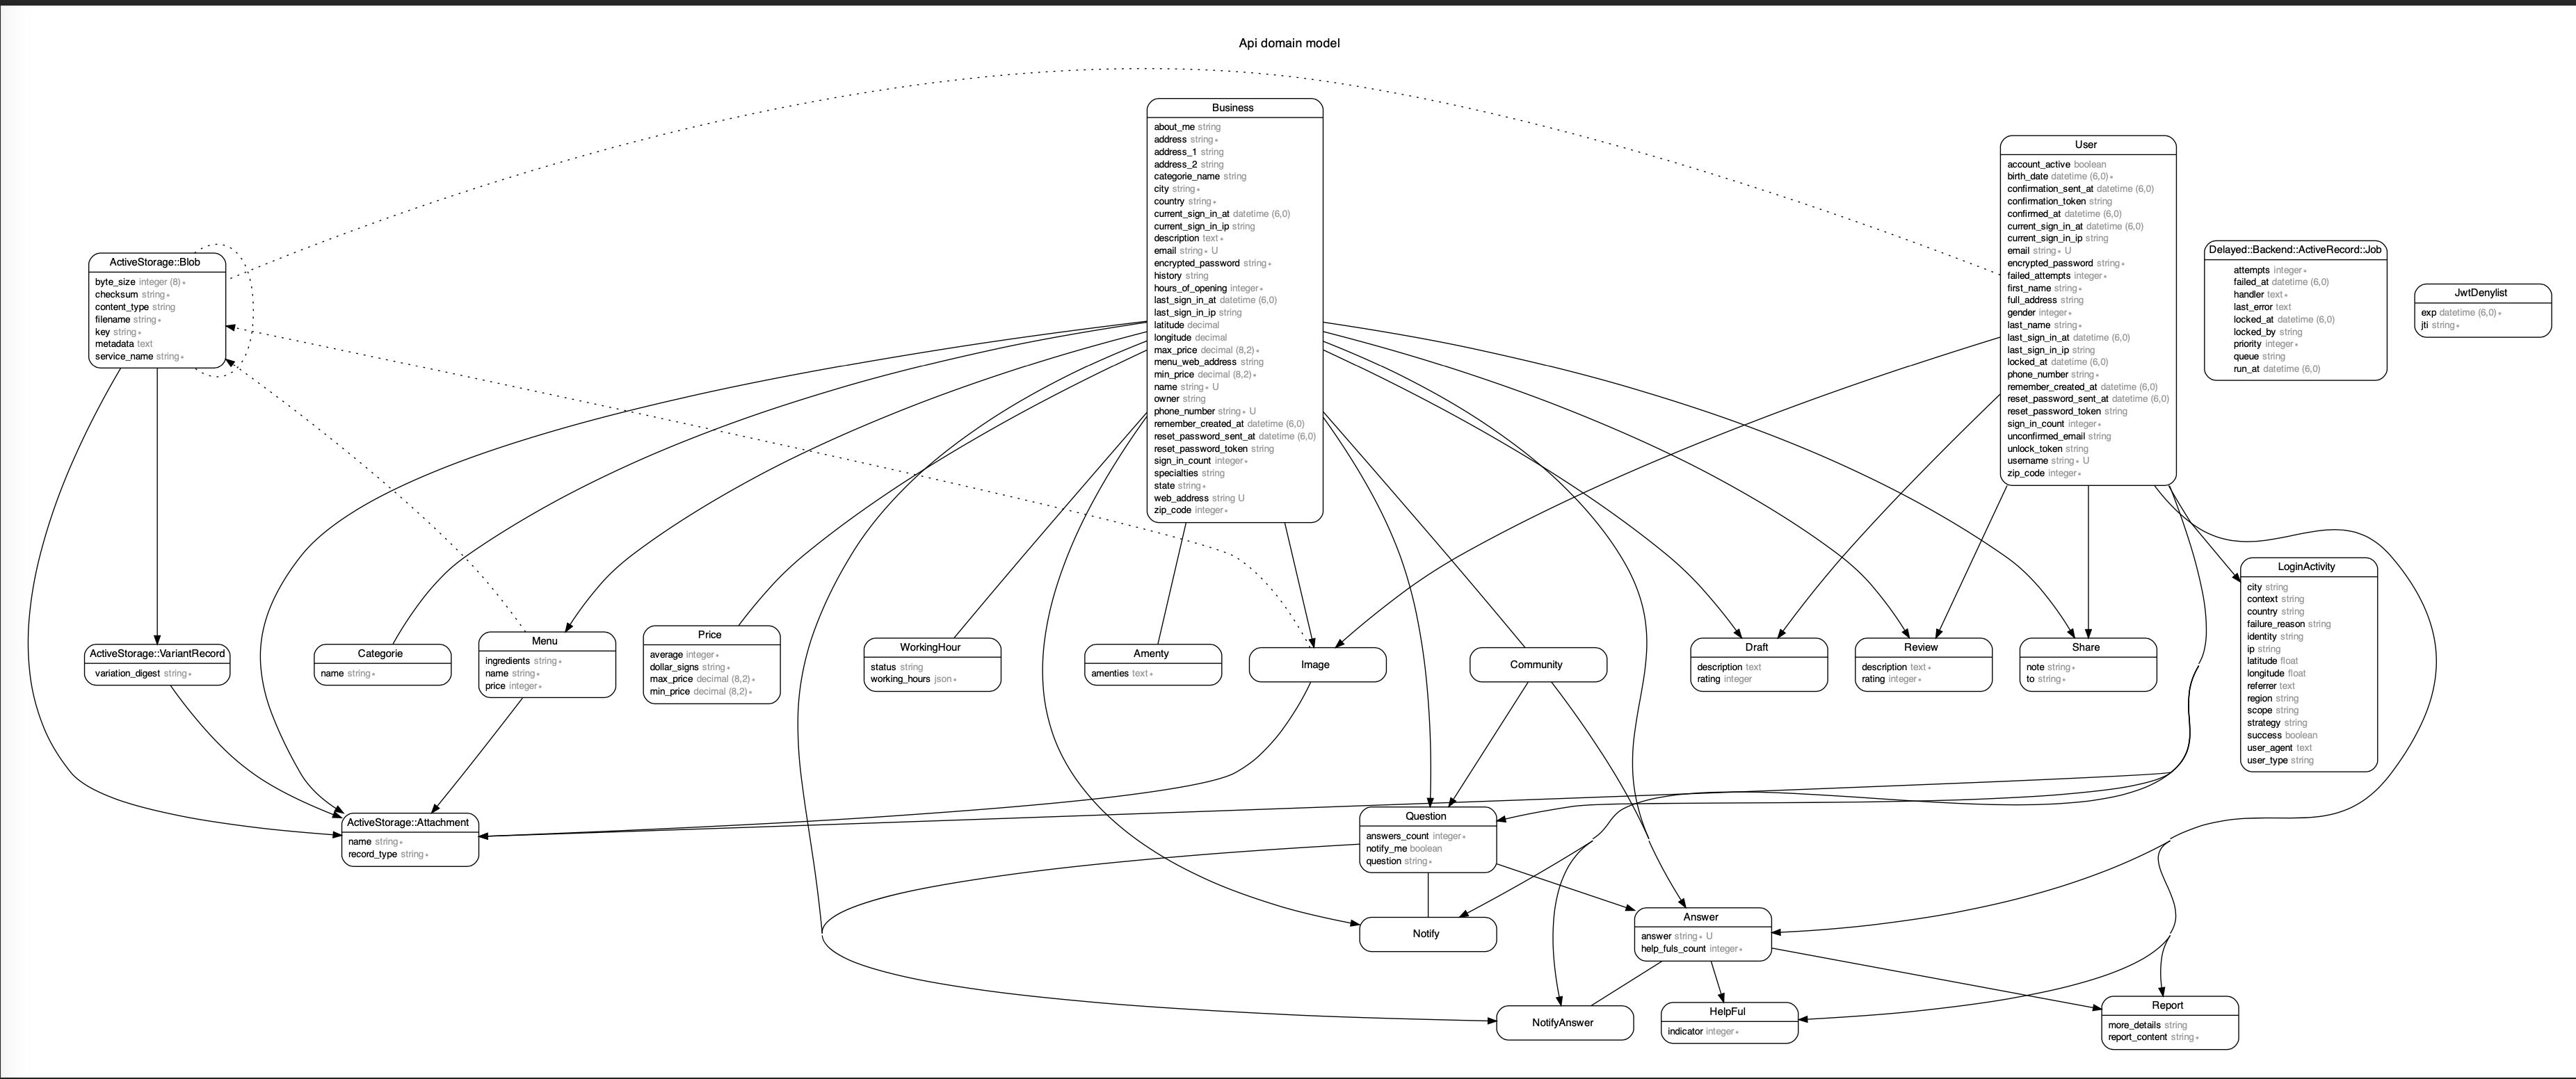 Api domain model
Business
about_me string
address string ∗
address_1 string
address_2 string
categorie_name string
city string ∗
country string ∗
current_sign_in_at datetime (6,0)
current_sign_in_ip string
description text ∗
email string ∗ U
encrypted_password string ∗
history string
hours_of_opening integer ∗
last_sign_in_at datetime (6,0)
last_sign_in_ip string
latitude decimal
longitude decimal
max_price decimal (8,2) ∗
menu_web_address string
min_price decimal (8,2) ∗
name string ∗ U
owner string
phone_number string ∗ U
remember_created_at datetime (6,0)
reset_password_sent_at datetime (6,0)
reset_password_token string
sign_in_count integer ∗
specialties string
state string ∗
web_address string U
zip_code integer ∗
User
account_active boolean
birth_date datetime (6,0) ∗
confirmation_sent_at datetime (6,0)
confirmation_token string
confirmed_at datetime (6,0)
current_sign_in_at datetime (6,0)
current_sign_in_ip string
email string ∗ U
encrypted_password string ∗
failed_attempts integer ∗
first_name string ∗
full_address string
gender integer ∗
last_name string ∗
last_sign_in_at datetime (6,0)
last_sign_in_ip string
locked_at datetime (6,0)
phone_number string ∗
remember_created_at datetime (6,0)
reset_password_sent_at datetime (6,0)
reset_password_token string
sign_in_count integer ∗
unconfirmed_email string
unlock_token string
username string ∗ U
zip_code integer ∗
Delayed::Backend::ActiveRecord::Job
attempts integer ∗
failed_at datetime (6,0)
handler text ∗
last_error text
locked_at datetime (6,0)
locked_by string
priority integer ∗
queue string
run_at datetime (6,0)
JwtDenylist
exp datetime (6,0) ∗
jti string ∗
ActiveStorage::Blob
byte_size integer (8) ∗
checksum string ∗
content_type string
filename string ∗
key string ∗
metadata text
service_name string ∗
ActiveStorage::VariantRecord
variation_digest string ∗
Categorie
name string ∗
Menu
ingredients string ∗
name string ∗
price integer ∗
Price
average integer ∗
dollar_signs string ∗
max_price decimal (8,2) ∗
min_price decimal (8,2) ∗
WorkingHour
status string
working_hours json ∗
Amenty
amenties text ∗
Image
Community
Draft
description text
rating integer
Review
description text ∗
rating integer ∗
Share
note string ∗
to string ∗
LoginActivity
city string
context string
country string
failure_reason string
identity string
ip string
latitude float
longitude float
referrer text
region string
scope string
strategy string
success boolean
user_agent text
user_type string
ActiveStorage::Attachment
name string ∗
record_type string ∗
Question
answers_count integer ∗
notify_me boolean
question string ∗
Notify
Answer
answer string ∗ U
help_fuls_count integer ∗
NotifyAnswer
HelpFul
indicator integer ∗
Report
more_details string
report_content string ∗